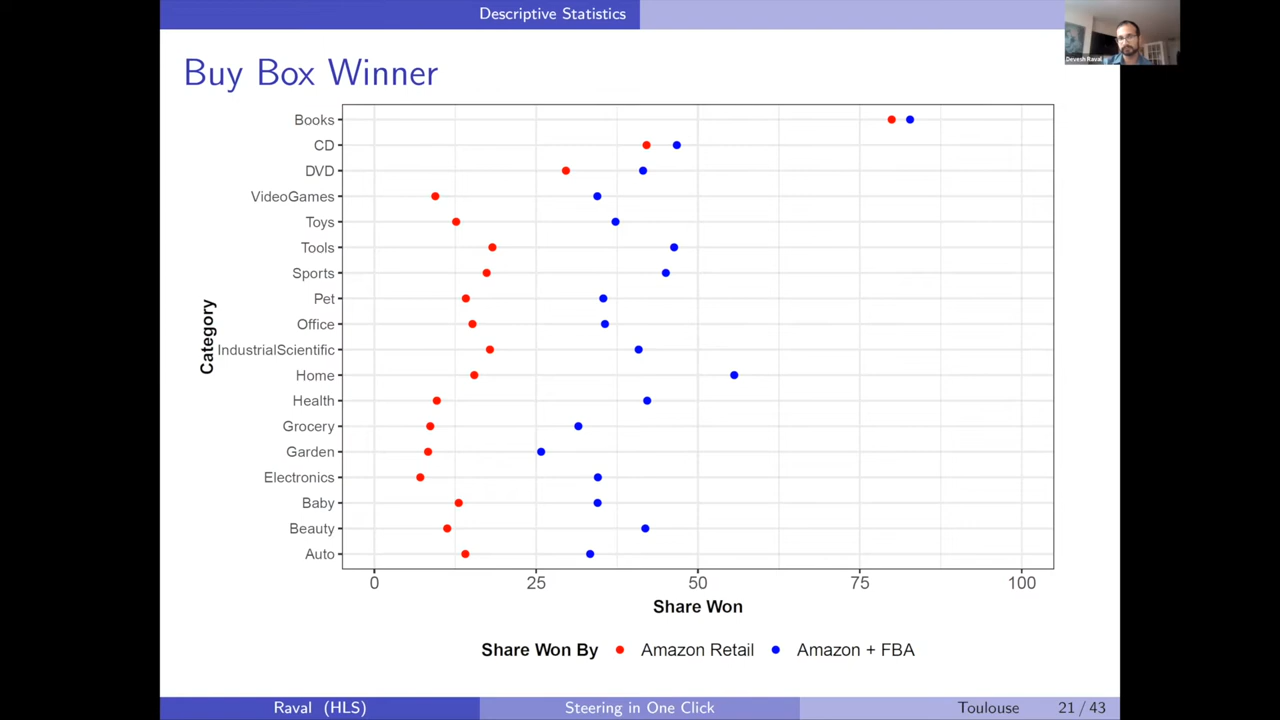 Descriptive Statistics
Devesh Raval
Buy Box Winner
Category
Books
CD
DVD
VideoGames
Toys
Tools
Sports
Pet
Office
IndustrialScientific
Home
Health
Grocery
Garden
Electronics
Baby
Beauty
Auto
0 25 50 75 100
Share Won
Share Won By Amazon Retail Amazon + FBA
Raval (HLS) Steering in One Click Toulouse 21 / 43